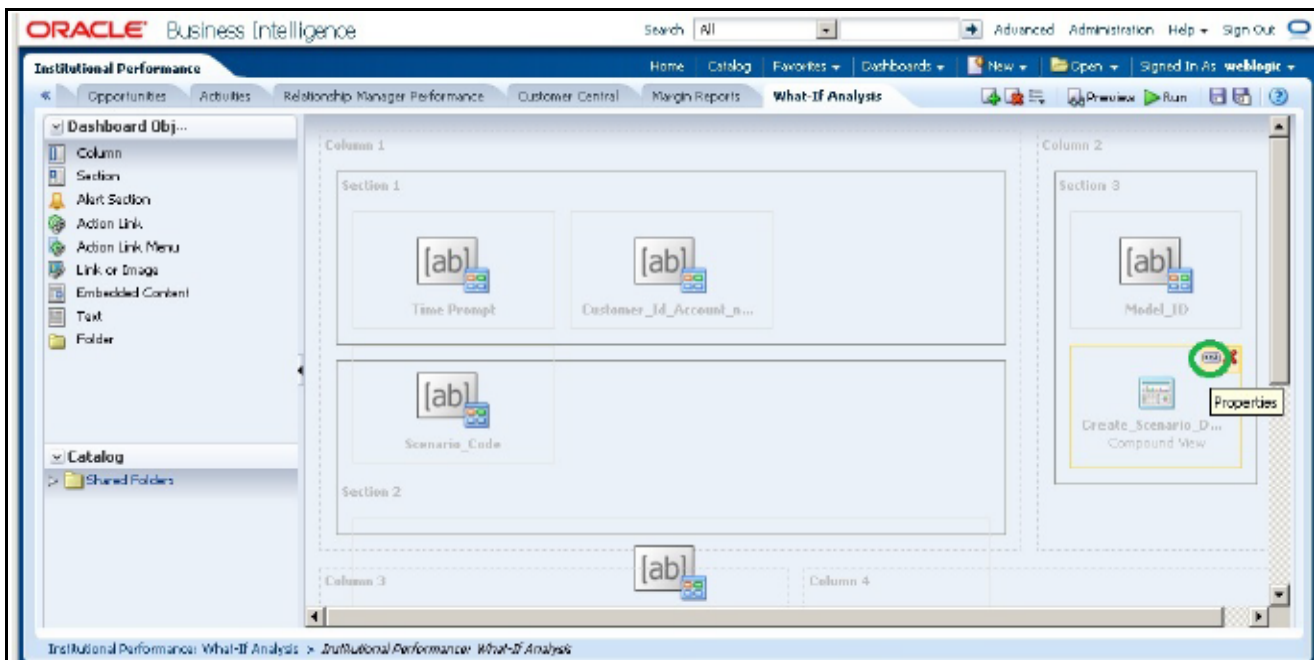 ORACLE Business Intelligence
Search All
Advanced Administration Help Sign Out
Institutional Performance
Home Catalog Favorites Dashboards New Open Signed In As weblogic
« Opportunities Activities Relationship Manager Performance Customer Central Margin Reports What-If Analysis
Preview Run
Dashboard Obj...
Column
Section
Alert Section
Action Link
Action Link Menu
Link or Image
Embedded Content
Text
Folder
Catalog
Shared Folders
Column 1
Section 1
[ab] [ab]
Time Prompt Customer_Id_Account_n...
[ab]
Scenario_Code
Section 2
[ab]
Column 2
Section 3
[ab]
Model_ID
Properties
Create_Scenario_D...
Compound View
Column 3 Column 4
Institutional Performance: What-If Analysis > Institutional Performance: What-If Analysis